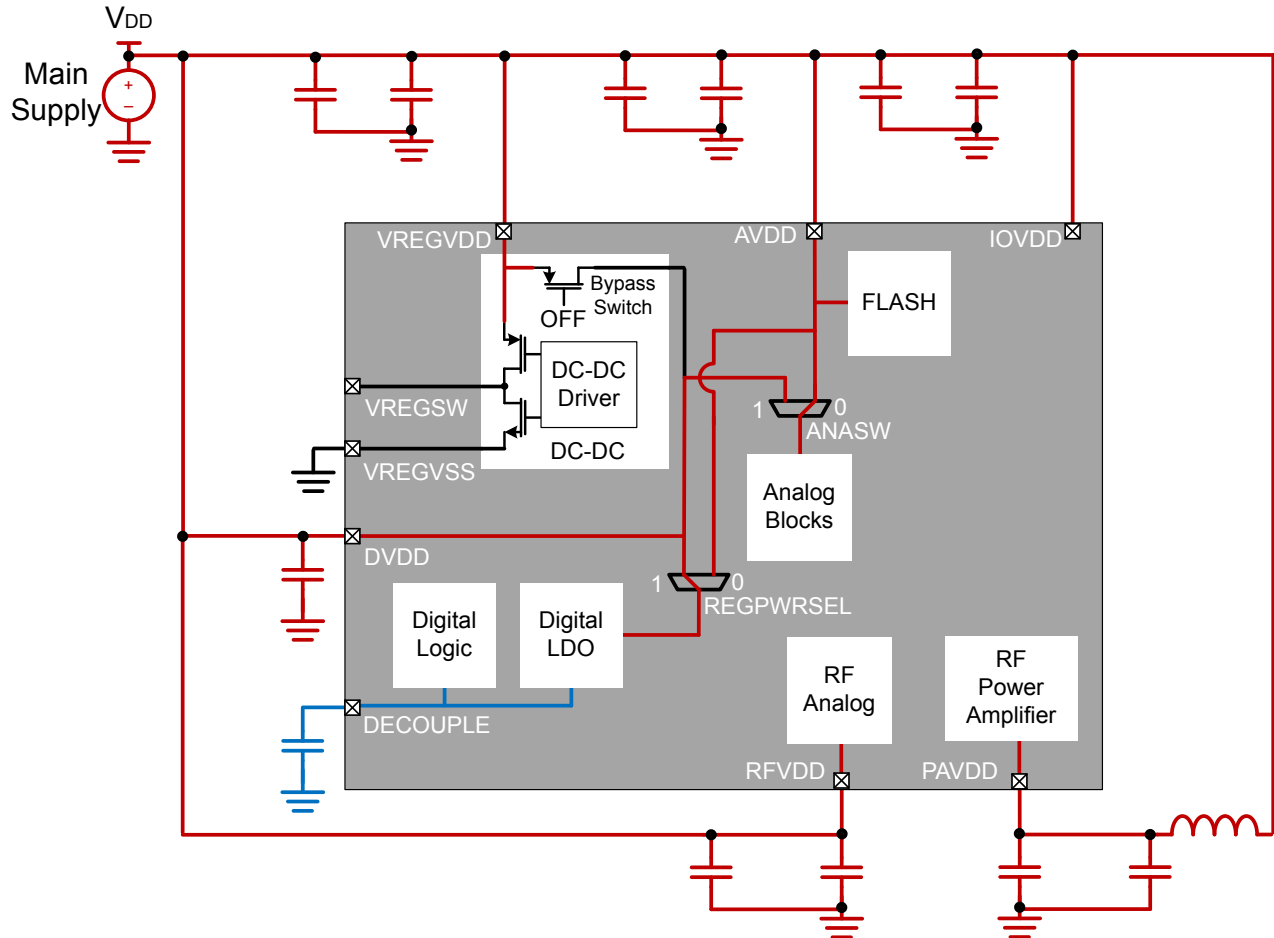 VDD
Main
Supply
+
–
VREGVDD
AVDD
IOVDD
Bypass
Switch
OFF
FLASH
DC-DC
Driver
VREGSW
1
0
ANASW
DC-DC
VREGVSS
Analog
Blocks
DVDD
1
0
REGPWRSEL
Digital
Logic
Digital
LDO
RF
Analog
RF
Power
Amplifier
DECOUPLE
RFVDD
PAVDD